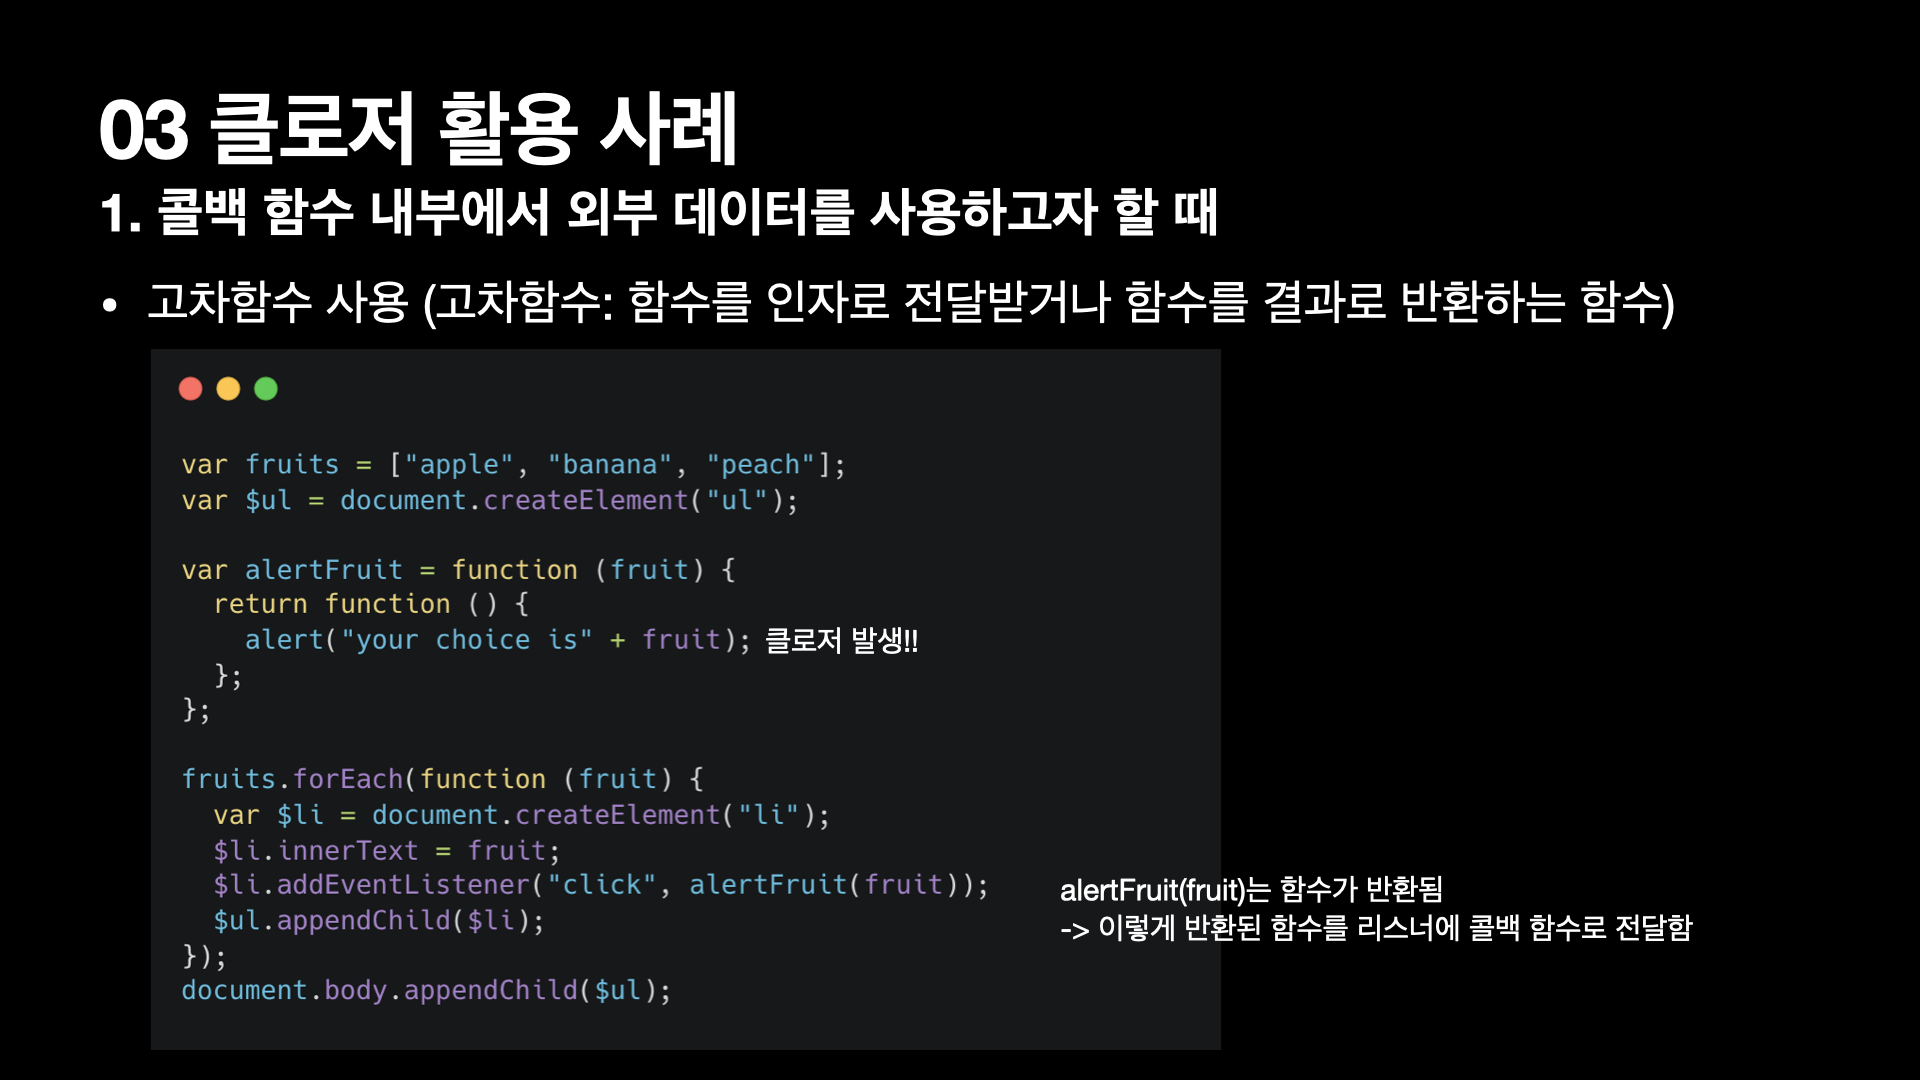 03 클로저 활용 사례
1. 콜백 함수 내부에서 외부 데이터를 사용하고자 할 때
• 고차함수 사용 (고차함수: 함수를 인자로 전달받거나 함수를 결과로 반환하는 함수)
var fruits = ["apple", "banana", "peach"];
var $ul = document.createElement("ul");
var alertFruit = function (fruit) {
  return function () {
    alert("your choice is" + fruit); 클로저 발생!!
  };
};
fruits.forEach(function (fruit) {
  var $li = document.createElement("li");
  $li.innerText = fruit;
  $li.addEventListener("click", alertFruit(fruit));
  $ul.appendChild($li);
});
document.body.appendChild($ul);
alertFruit(fruit)는 함수가 반환됨
-> 이렇게 반환된 함수를 리스너에 콜백 함수로 전달함